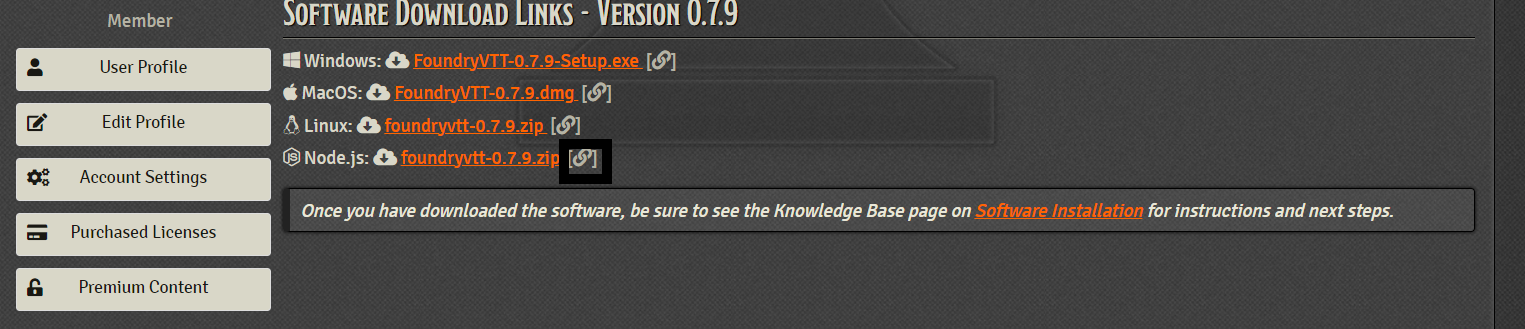 Member
User Profile
Edit Profile
Account Settings
Purchased Licenses
Premium Content
Software Download Links - Version 0.7.9
Windows: FoundryVTT-0.7.9-Setup.exe [ ]
MacOS: FoundryVTT-0.7.9.dmg [ ]
Linux: foundryvtt-0.7.9.zip [ ]
Node.js: foundryvtt-0.7.9.zip [ ]
Once you have downloaded the software, be sure to see the Knowledge Base page on Software Installation for instructions and next steps.